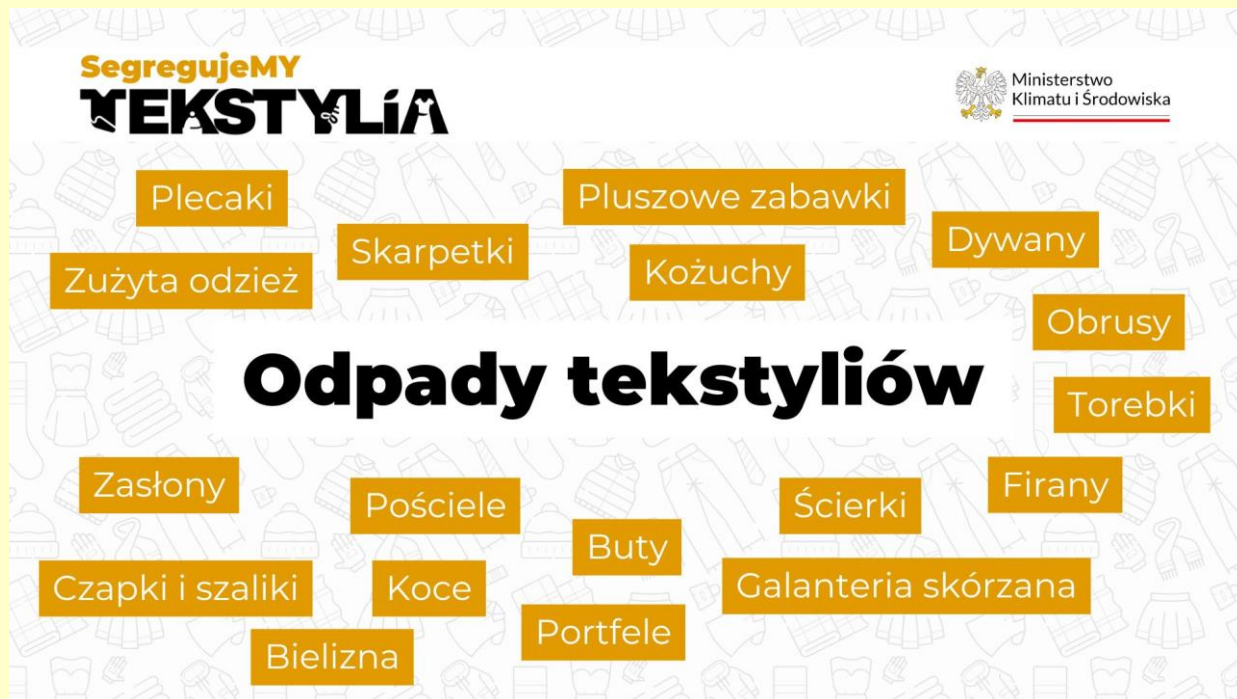 SegregujeMY
TEKSTYLiA
Ministerstwo
Klimatu i Środowiska
Plecaki
Pluszowe zabawki
Skarpetki
Dywany
Zużyta odzież
Kożuchy
Obrusy
Odpady tekstyliów
Torebki
Zasłony
Pościele
Ścierki
Firany
Buty
Czapki i szaliki
Koce
Galanteria skórzana
Portfele
Bielizna